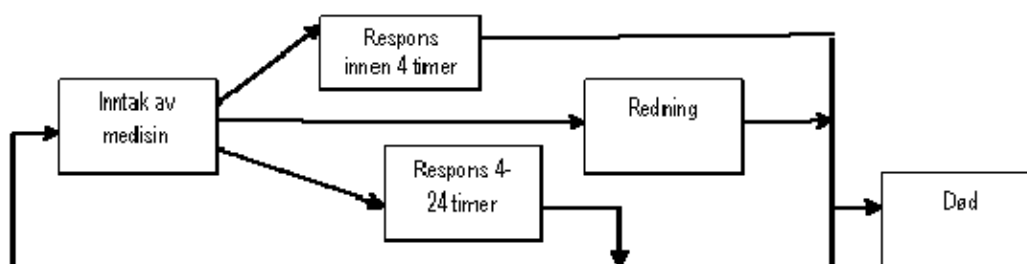 Respons
innen 4 timer
Inntak av
medisin
Redning
Respons 4-
24 timer
Død